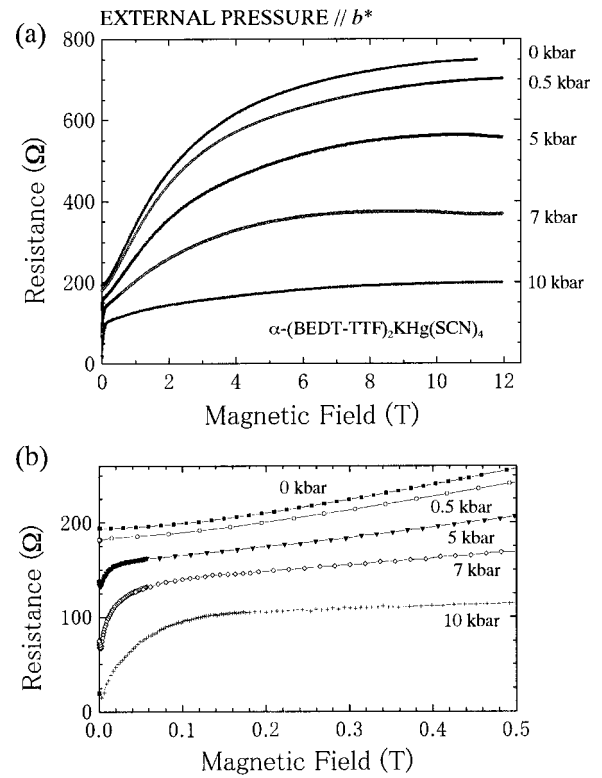 EXTERNAL PRESSURE // b*
(a)
800
600
400
200
0
Resistance (Ω)
0 kbar
0.5 kbar
5 kbar
7 kbar
10 kbar
α-(BEDT-TTF)₂KHg(SCN)₄
0 2 4 6 8 10 12
Magnetic Field (T)
(b)
200
100
0
Resistance (Ω)
0 kbar
0.5 kbar
5 kbar
7 kbar
10 kbar
0.0 0.1 0.2 0.3 0.4 0.5
Magnetic Field (T)